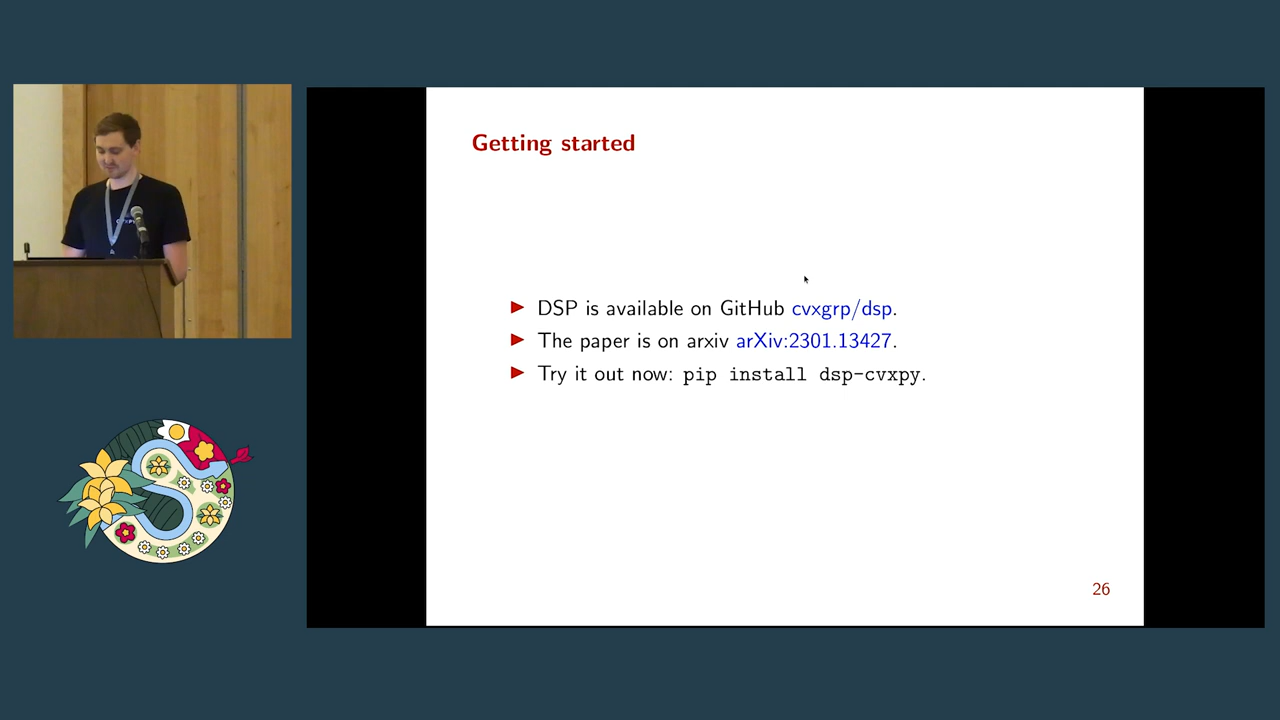 Getting started
DSP is available on GitHub cvxgrp/dsp.
The paper is on arxiv arXiv:2301.13427.
Try it out now: pip install dsp-cvxpy.
26